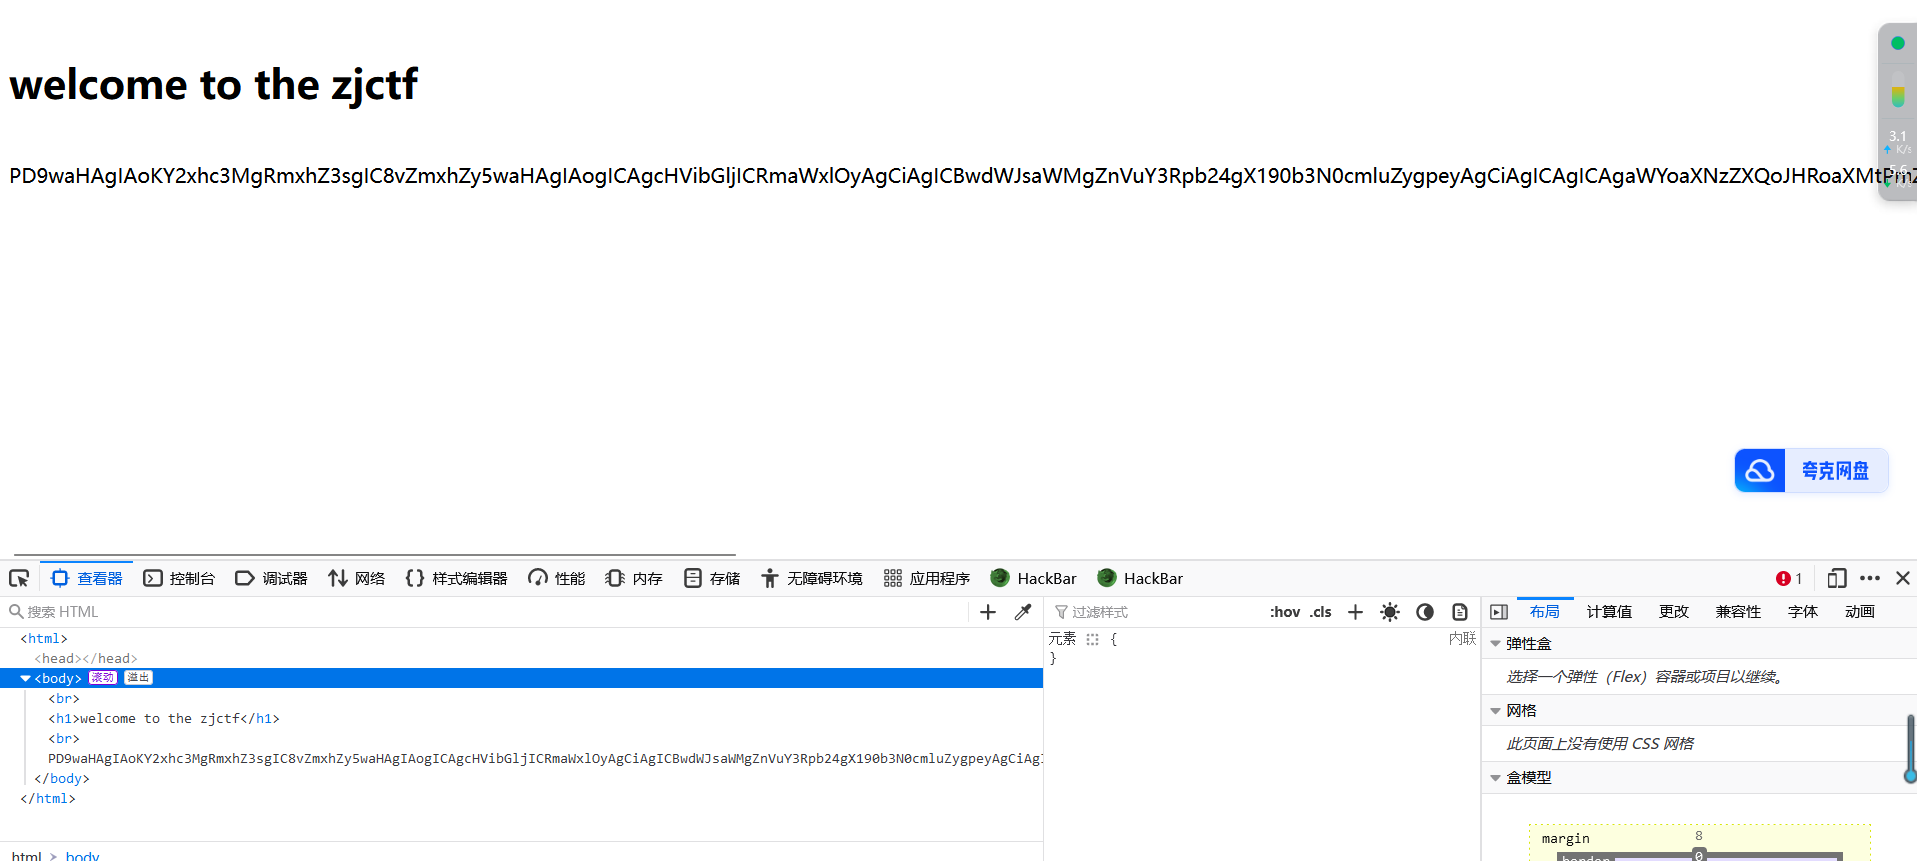 welcome to the zjctf
3.1
K/s
PD9waHAgIAoKY2xhc3MgRmxhZ3sgIC8vZmxhZy5waHAgIAogICAgcHVibGljICRmaWxlOyAgCiAgICBwdWJsaWMgZnVuY3Rpb24gX190b3N0cmluZygpeyAgCiAgICAgICAgaWYoaXNzZXQoJHRoaXMtPmZ
5.6
K/s
夸克网盘
查看器 控制台 调试器 网络 样式编辑器 性能 内存 存储 无障碍环境 应用程序 HackBar HackBar 1
搜索 HTML
过滤样式 :hov .cls
布局 计算值 更改 兼容性 字体 动画
<html>
<head></head>
<body> 滚动 溢出
<br>
<h1>welcome to the zjctf</h1>
<br>
PD9waHAgIAoKY2xhc3MgRmxhZ3sgIC8vZmxhZy5waHAgIAogICAgcHVibGljICRmaWxlOyAgCiAgICBwdWJsaWMgZnVuY3Rpb24gX190b3N0cmluZygpeyAgCiAgI
</body>
</html>
html > body
元素 { 内联
}
弹性盒
选择一个弹性（Flex）容器或项目以继续。
网格
此页面上没有使用 CSS 网格
盒模型
margin 8
border 0